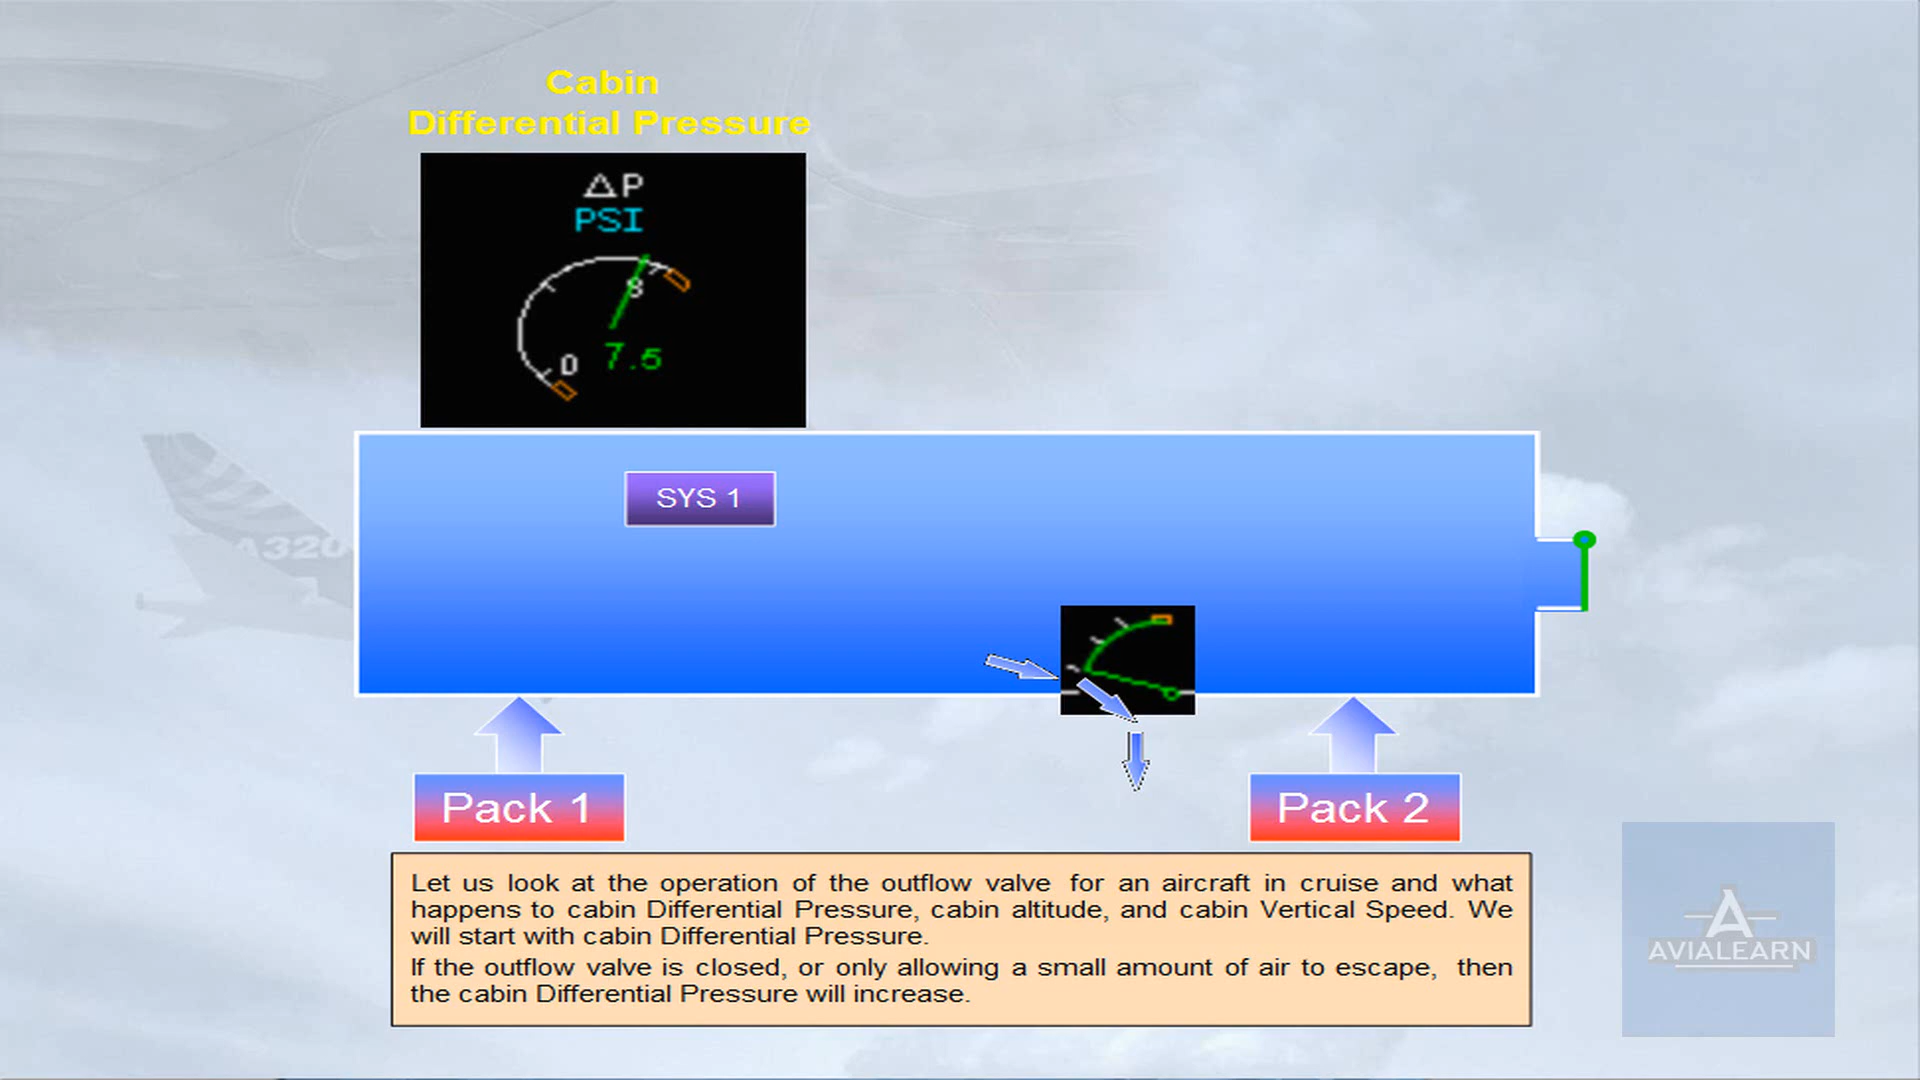 Cabin
Differential Pressure
ΔP
PSI
8
0
7.5
A320
SYS 1
Pack 1
Pack 2
Let us look at the operation of the outflow valve for an aircraft in cruise and what
happens to cabin Differential Pressure, cabin altitude, and cabin Vertical Speed. We
will start with cabin Differential Pressure.
If the outflow valve is closed, or only allowing a small amount of air to escape, then
the cabin Differential Pressure will increase.
A
AVIALEARN